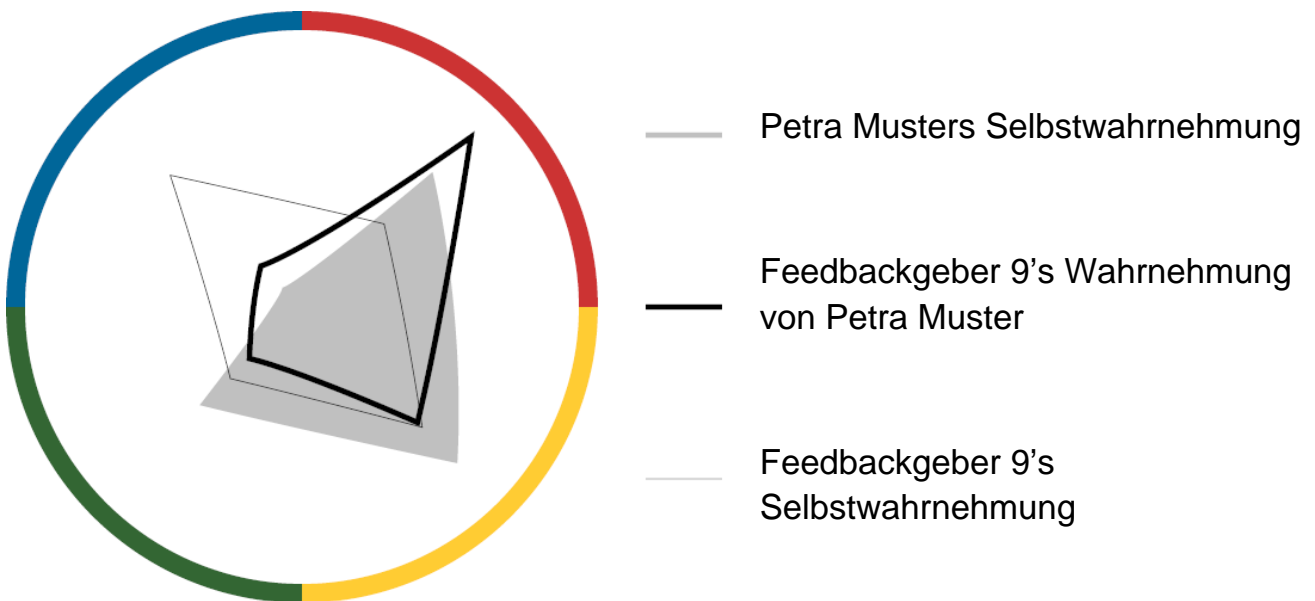 Petra Musters Selbstwahrnehmung
Feedbackgeber 9’s Wahrnehmung
von Petra Muster
Feedbackgeber 9’s
Selbstwahrnehmung